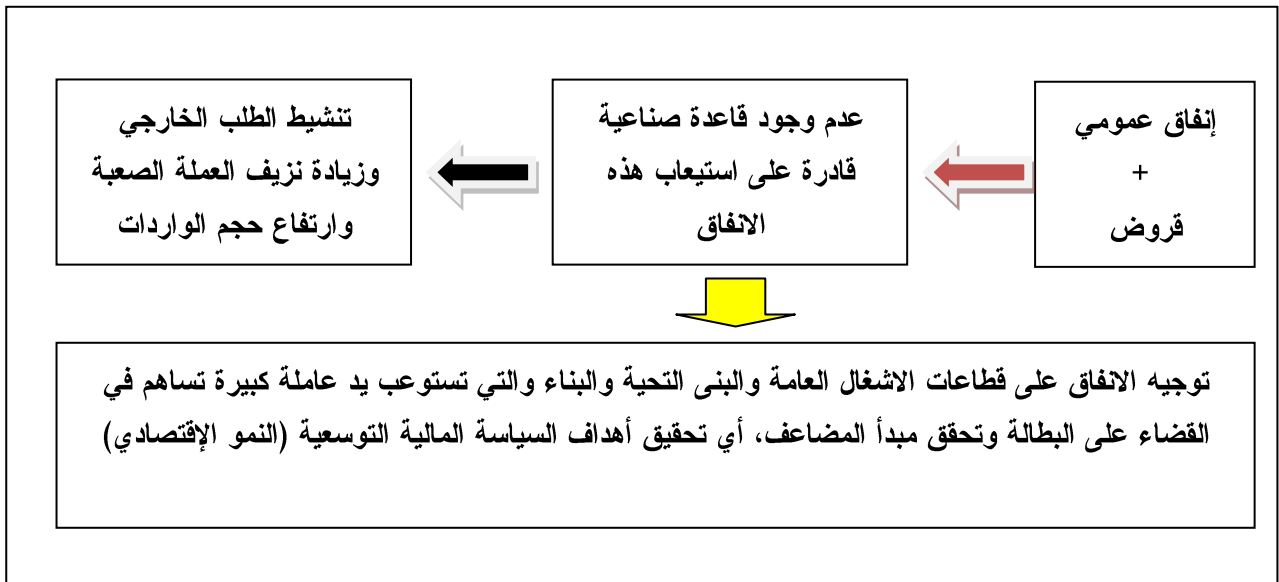 إنفاق عمومي
+
قروض
عدم وجود قاعدة صناعية
قادرة على استيعاب هذه
الانفاق
تنشيط الطلب الخارجي
وزيادة نزيف العملة الصعبة
وارتفاع حجم الواردات
توجيه الانفاق على قطاعات الاشغال العامة والبنى التحية والبناء والتي تستوعب يد عاملة كبيرة تساهم في
القضاء على البطالة وتحقق مبدأ المضاعف، أي تحقيق أهداف السياسة المالية التوسعية (النمو الإقتصادي)